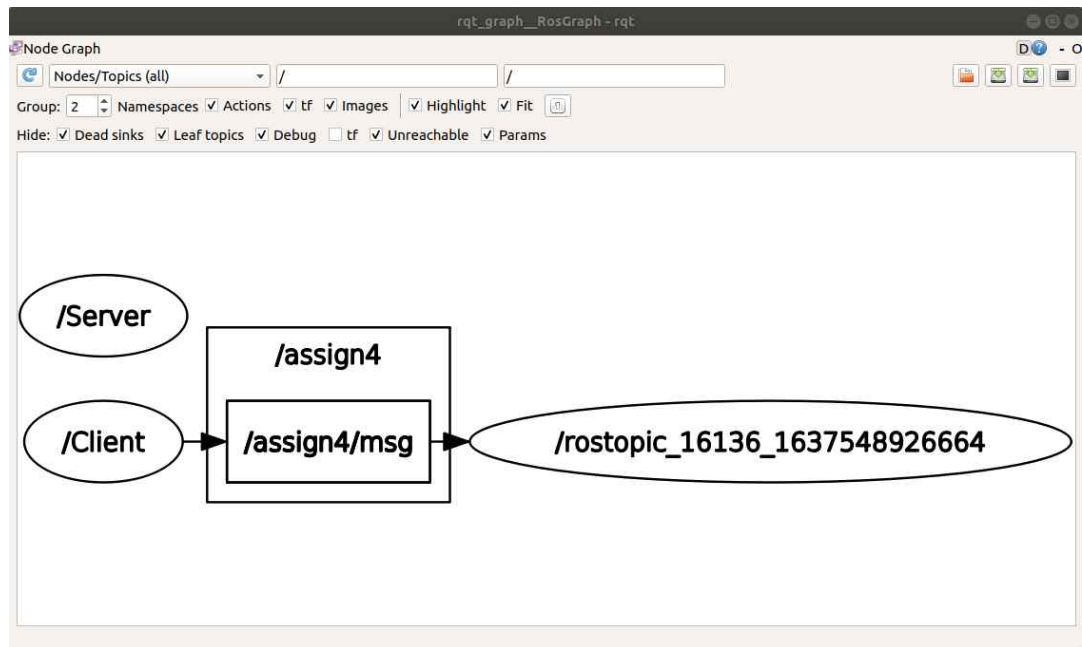 rqt_graph__RosGraph - rqt
Node Graph
D - O
Nodes/Topics (all) / /
Group: 2 Namespaces Actions tf Images Highlight Fit
Hide: Dead sinks Leaf topics Debug tf Unreachable Params
/Server
/assign4
/Client /assign4/msg /rostopic_16136_1637548926664